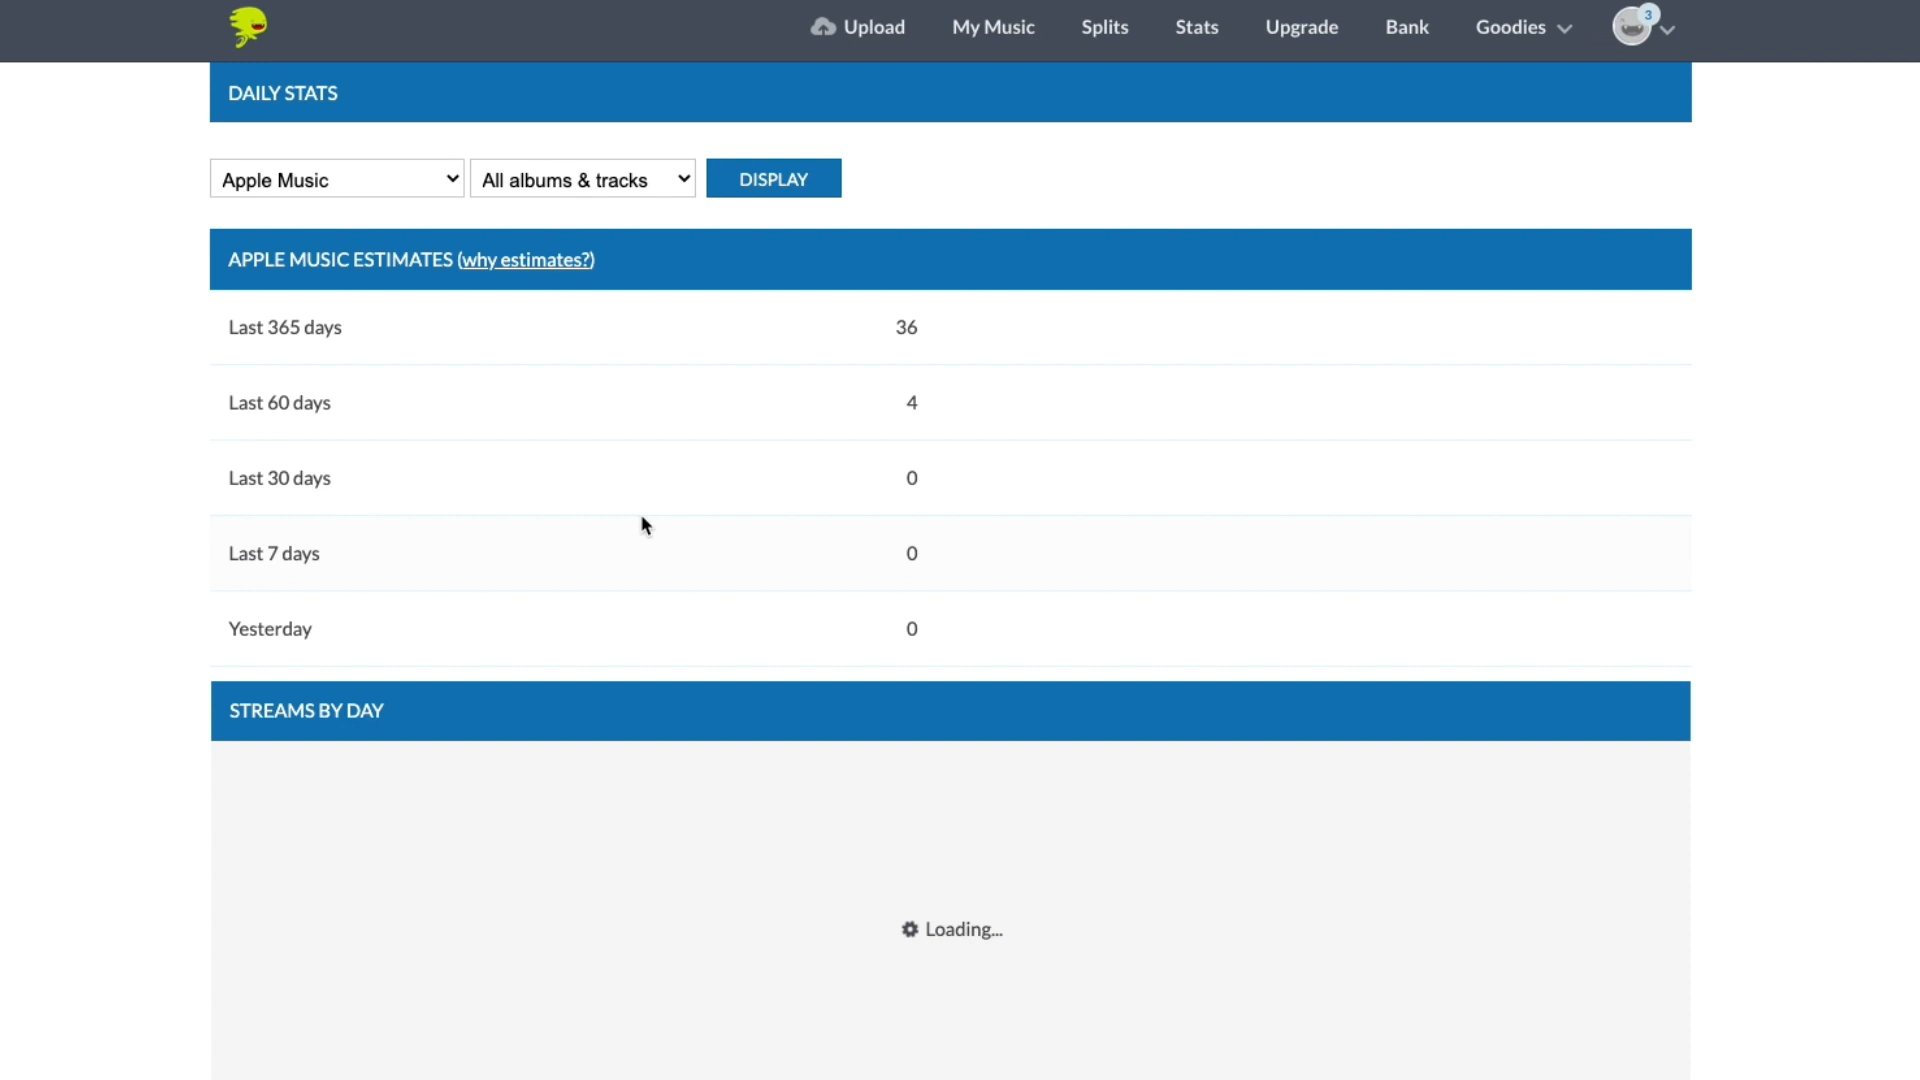 Upload My Music Splits Stats Upgrade Bank Goodies 3
DAILY STATS
Apple Music All albums & tracks DISPLAY
APPLE MUSIC ESTIMATES (why estimates?)
Last 365 days 36
Last 60 days 4
Last 30 days 0
Last 7 days 0
Yesterday 0
STREAMS BY DAY
Loading...